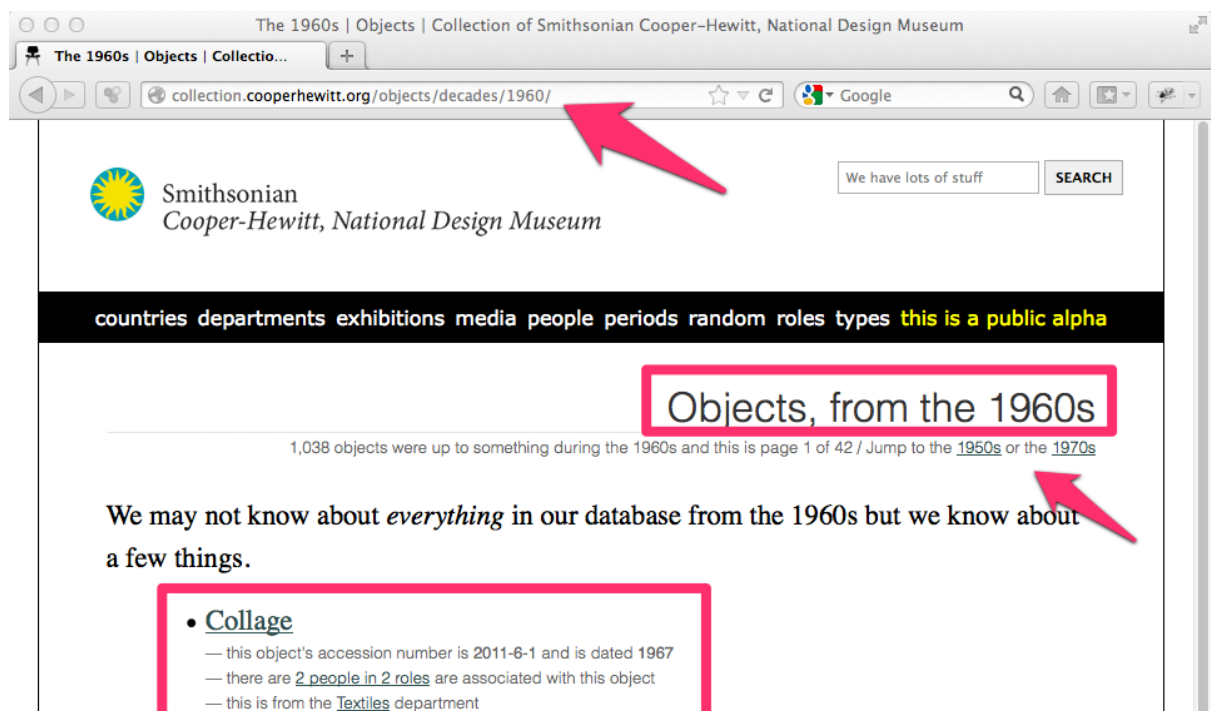 The 1960s | Objects | Collection of Smithsonian Cooper-Hewitt, National Design Museum
The 1960s | Objects | Collectio...
collection.cooperhewitt.org/objects/decades/1960/
Google
We have lots of stuff
SEARCH
Smithsonian
Cooper-Hewitt, National Design Museum
countries departments exhibitions media people periods random roles types this is a public alpha
Objects, from the 1960s
1,038 objects were up to something during the 1960s and this is page 1 of 42 / Jump to the 1950s or the 1970s
We may not know about everything in our database from the 1960s but we know about
a few things.
• Collage
— this object's accession number is 2011-6-1 and is dated 1967
— there are 2 people in 2 roles are associated with this object
— this is from the Textiles department